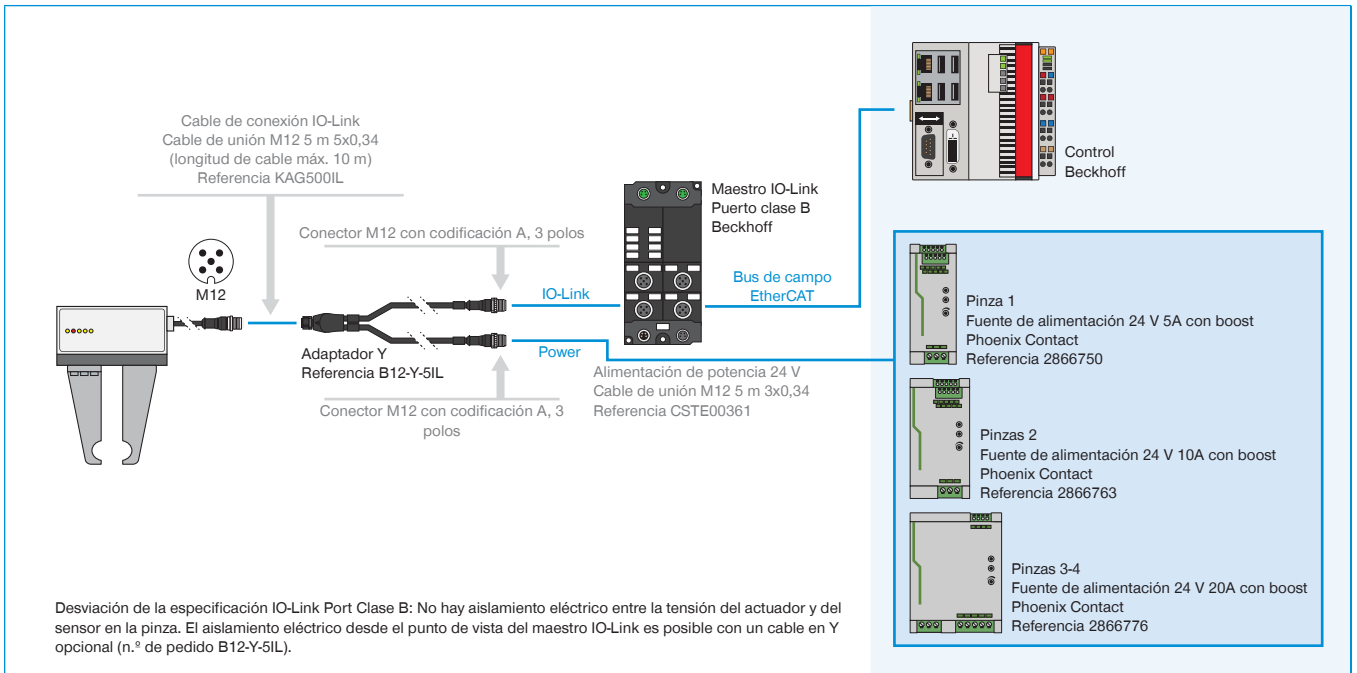 Cable de conexión IO-Link
Cable de unión M12 5 m 5x0,34
(longitud de cable máx. 10 m)
Referencia KAG500IL
M12
Conector M12 con codificación A, 3 polos
IO-Link
Power
Adaptador Y
Referencia B12-Y-5IL
Conector M12 con codificación A, 3
polos
Maestro IO-Link
Puerto clase B
Beckhoff
Bus de campo
EtherCAT
Alimentación de potencia 24 V
Cable de unión M12 5 m 3x0,34
Referencia CSTE00361
Control
Beckhoff
Pinza 1
Fuente de alimentación 24 V 5A con boost
Phoenix Contact
Referencia 2866750
Pinzas 2
Fuente de alimentación 24 V 10A con boost
Phoenix Contact
Referencia 2866763
Pinzas 3-4
Fuente de alimentación 24 V 20A con boost
Phoenix Contact
Referencia 2866776
Desviación de la especificación IO-Link Port Clase B: No hay aislamiento eléctrico entre la tensión del actuador y del
sensor en la pinza. El aislamiento eléctrico desde el punto de vista del maestro IO-Link es posible con un cable en Y
opcional (n.º de pedido B12-Y-5IL).